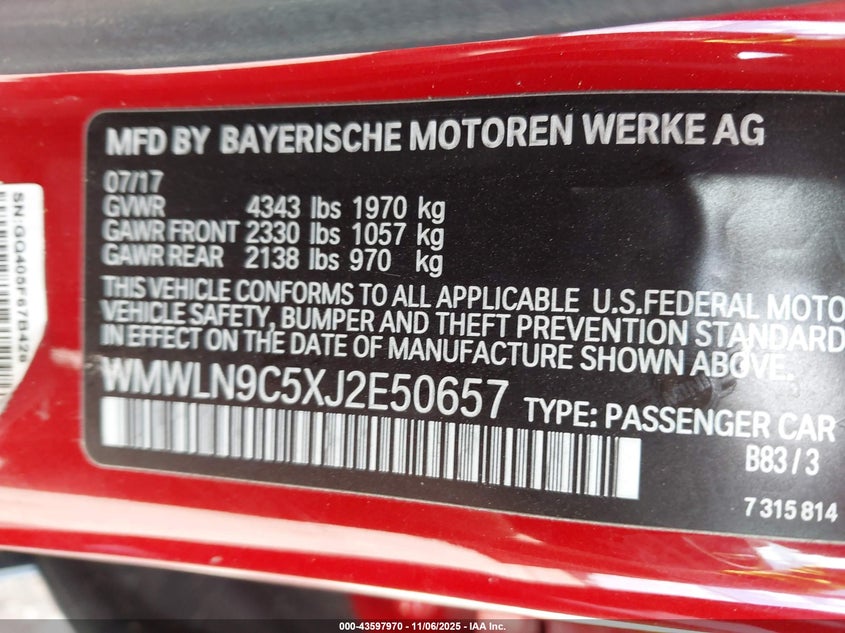 MFD BY BAYERISCHE MOTOREN WERKE AG
07/17
GVWR 4343 lbs 1970 kg
GAWR FRONT 2330 lbs 1057 kg
GAWR REAR 2138 lbs 970 kg
THIS VEHICLE CONFORMS TO ALL APPLICABLE U.S.FEDERAL MOTO
VEHICLE SAFETY, BUMPER AND THEFT PREVENTION STANDARD
IN EFFECT ON THE DATE OF MANUFACTURE SHOWN ABOVE.
WMWLN9C5XJ2E50657 TYPE: PASSENGER CAR
B83 / 3
7 315 814
000-43597970 - 11/06/2025 - IAA Inc.